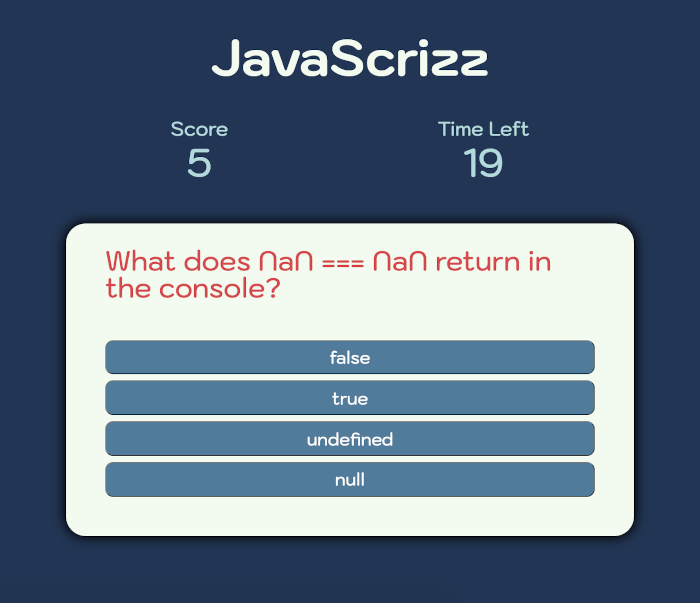 JavaScrizz
Score
5
Time Left
19
What does NaN === NaN return in
the console?
false
true
undefined
null